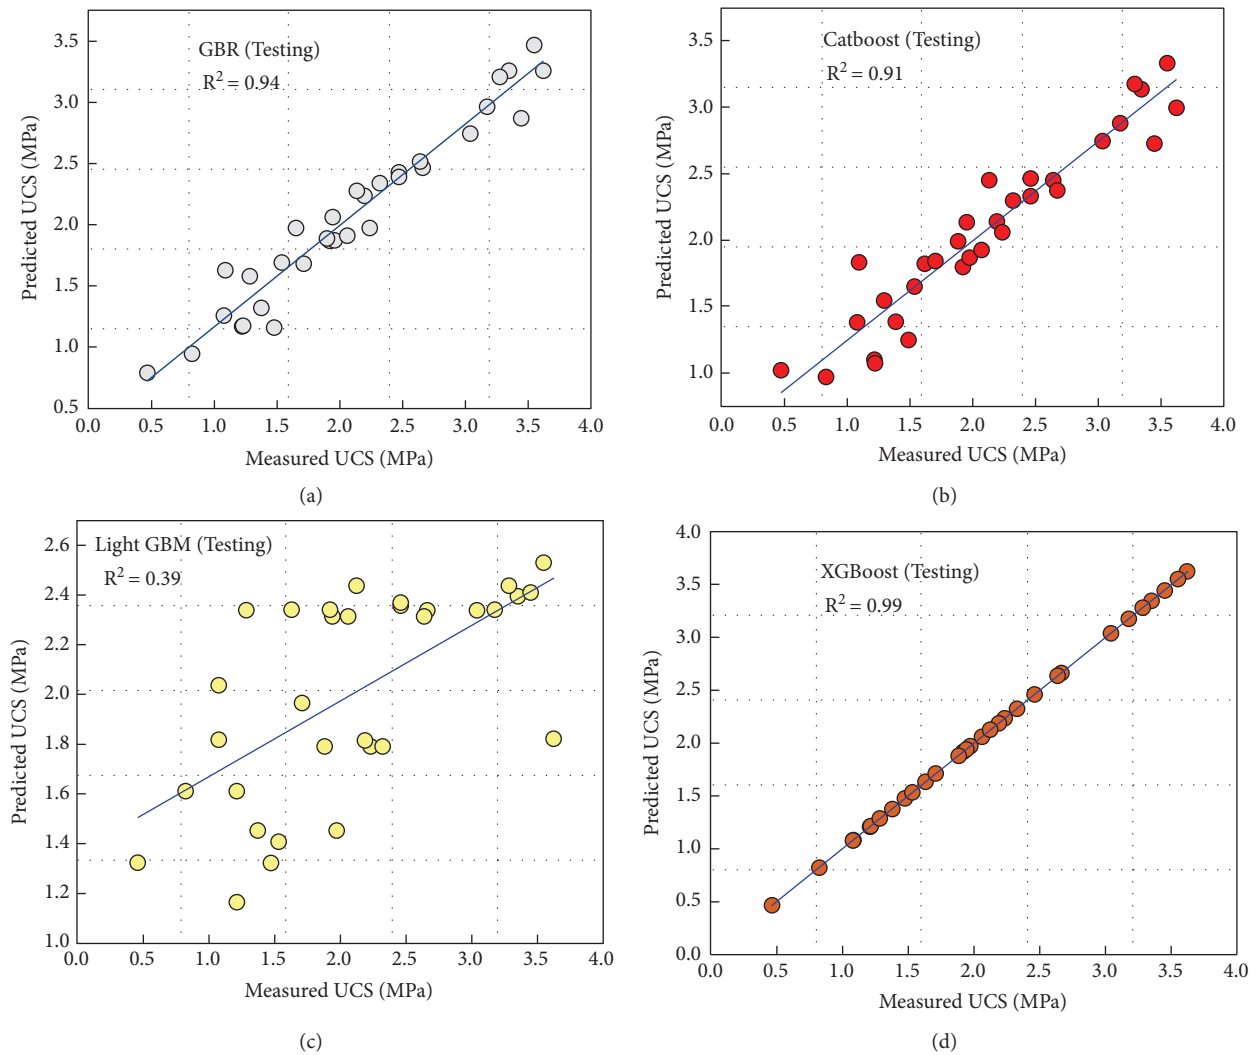 GBR (Testing)
R² = 0.94
3.5
3.0
2.5
2.0
1.5
1.0
0.5
Predicted UCS (MPa)
0.0 0.5 1.0 1.5 2.0 2.5 3.0 3.5 4.0
Measured UCS (MPa)
(a)
Catboost (Testing)
R² = 0.91
3.5
3.0
2.5
2.0
1.5
1.0
Predicted UCS (MPa)
0.0 0.5 1.0 1.5 2.0 2.5 3.0 3.5 4.0
Measured UCS (MPa)
(b)
Light GBM (Testing)
R² = 0.39
2.6
2.4
2.2
2.0
1.8
1.6
1.4
1.2
1.0
Predicted UCS (MPa)
0.0 0.5 1.0 1.5 2.0 2.5 3.0 3.5 4.0
Measured UCS (MPa)
(c)
XGBoost (Testing)
R² = 0.99
4.0
3.5
3.0
2.5
2.0
1.5
1.0
0.5
0.0
Predicted UCS (MPa)
0.0 0.5 1.0 1.5 2.0 2.5 3.0 3.5 4.0
Measured UCS (MPa)
(d)